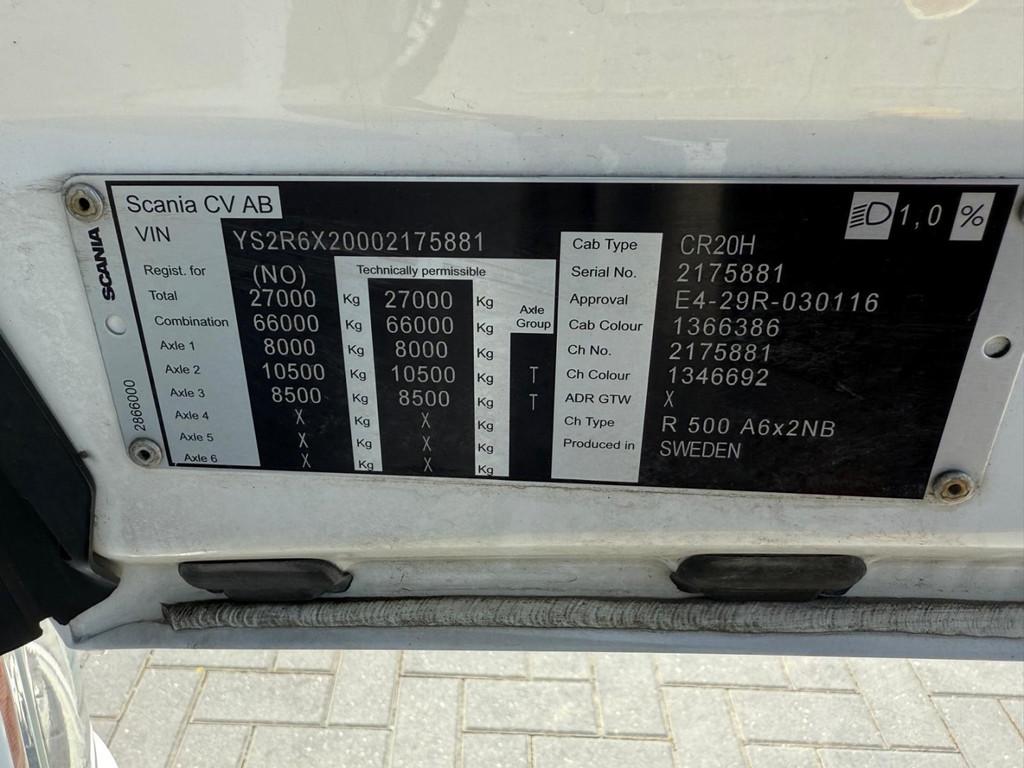 Scania CV AB
1,0 %
VIN YS2R6X20002175881
SCANIA
2866000
Regist. for (NO) Technically permissible
Total 27000 Kg 27000 Kg Axle Group
Combination 66000 Kg 66000 Kg
Axle 1 8000 Kg 8000 Kg
Axle 2 10500 Kg 10500 Kg T
Axle 3 8500 Kg 8500 Kg T
Axle 4 X Kg X Kg
Axle 5 X Kg X Kg
Axle 6 X Kg X Kg
Cab Type CR20H
Serial No. 2175881
Approval E4-29R-030116
Cab Colour 1366386
Ch No. 2175881
Ch Colour 1346692
ADR GTW X
Ch Type R 500 A6x2NB
Produced in SWEDEN